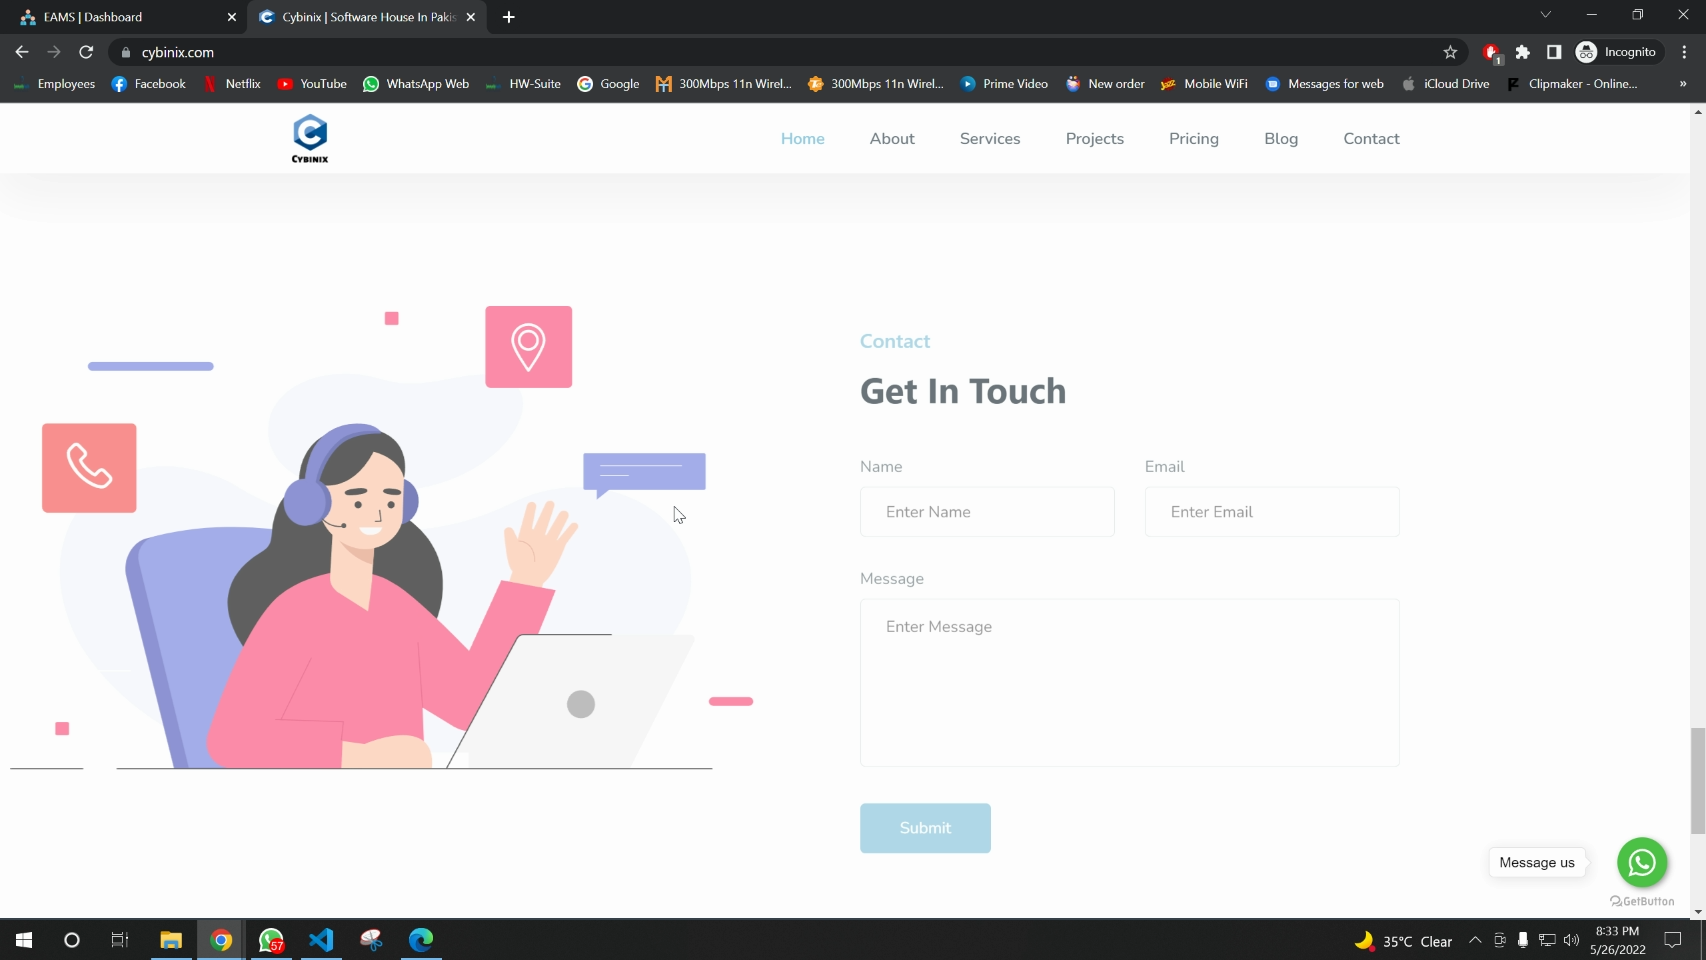 EAMS | Dashboard
Cybinix | Software House In Pakis
cybinix.com
1
Incognito
Employees
Facebook
Netflix
YouTube
WhatsApp Web
HW-Suite
Google
300Mbps 11n Wirel...
300Mbps 11n Wirel...
Prime Video
New order
Mobile WiFi
Messages for web
iCloud Drive
Clipmaker - Online...
»
CYBINIX
Home
About
Services
Projects
Pricing
Blog
Contact
Contact
Get In Touch
Name
Email
Enter Name
Enter Email
Message
Enter Message
Submit
Message us
GetButton
57
35°C Clear
8:33 PM
5/26/2022